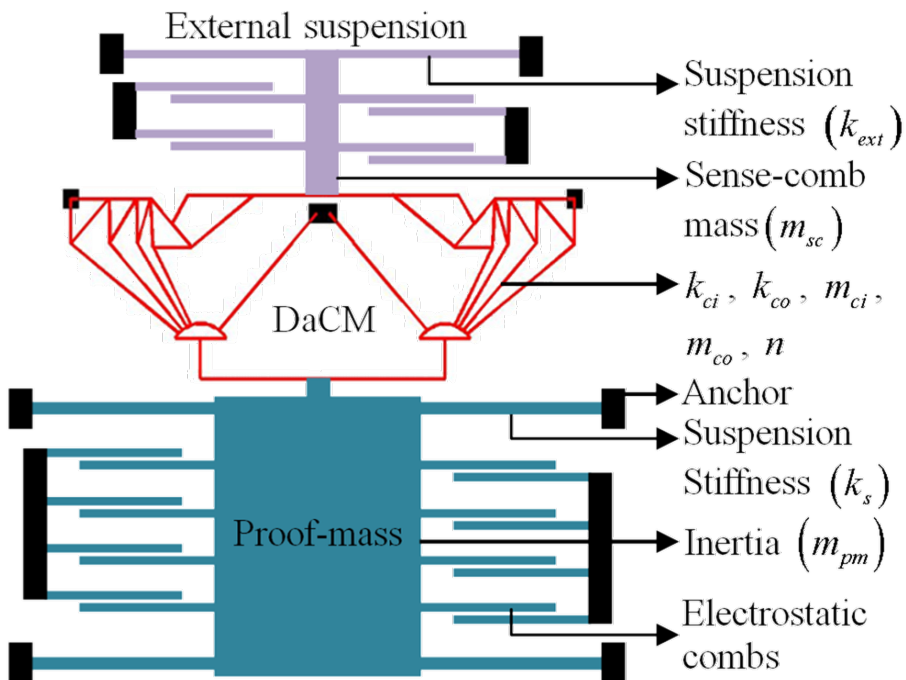 External suspension
Suspension
stiffness (k_ext)
Sense-comb
mass(m_sc)
k_ci , k_co , m_ci ,
m_co , n
DaCM
Anchor
Suspension
Stiffness (k_s)
Proof-mass
Inertia (m_pm)
Electrostatic
combs